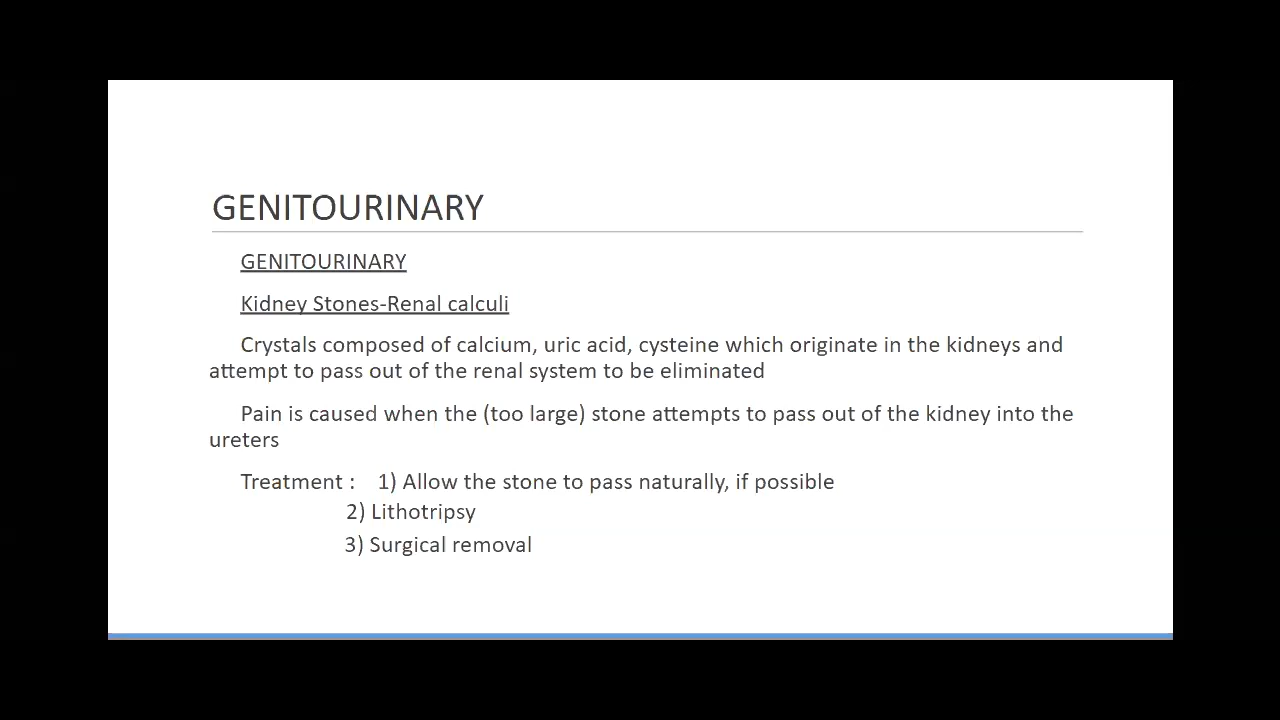 GENITOURINARY
GENITOURINARY
Kidney Stones-Renal calculi
Crystals composed of calcium, uric acid, cysteine which originate in the kidneys and
attempt to pass out of the renal system to be eliminated
Pain is caused when the (too large) stone attempts to pass out of the kidney into the
ureters
Treatment : 1) Allow the stone to pass naturally, if possible
2) Lithotripsy
3) Surgical removal